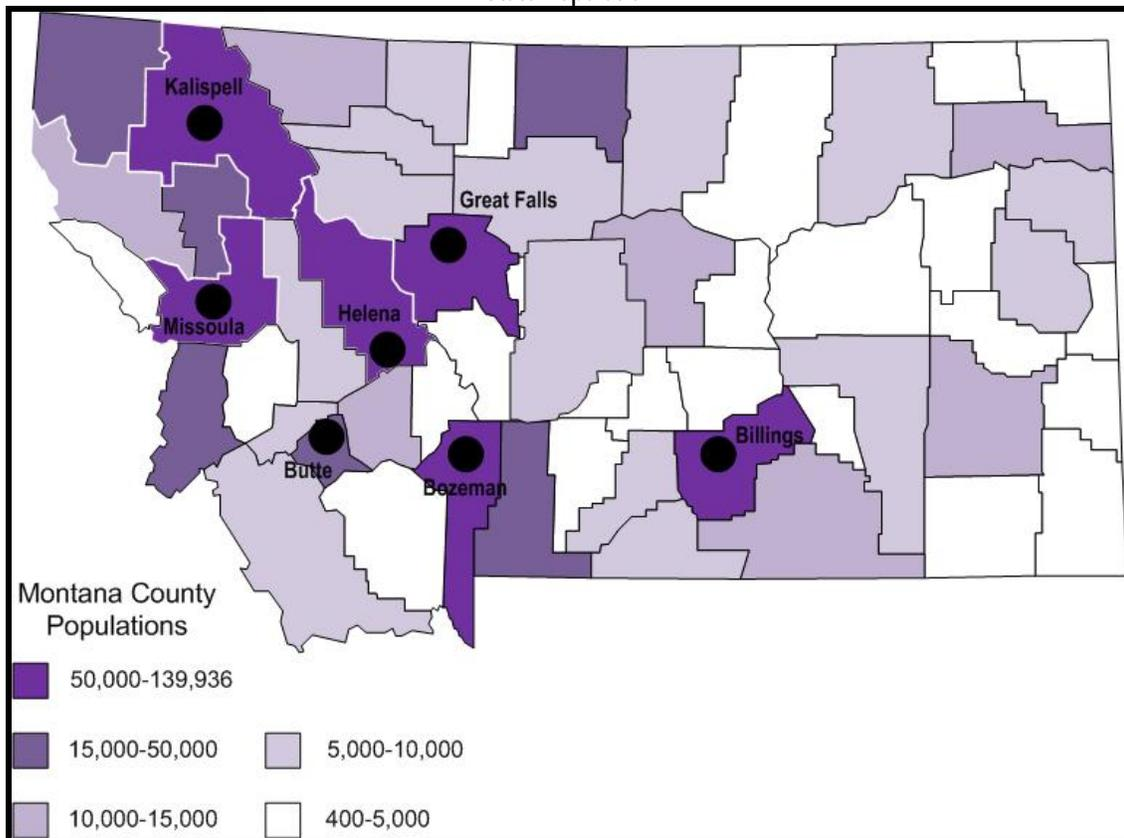 Kalispell
Great Falls
Missoula
Helena
Butte
Bozeman
Billings
Montana County
Populations
50,000-139,936
15,000-50,000
5,000-10,000
10,000-15,000
400-5,000